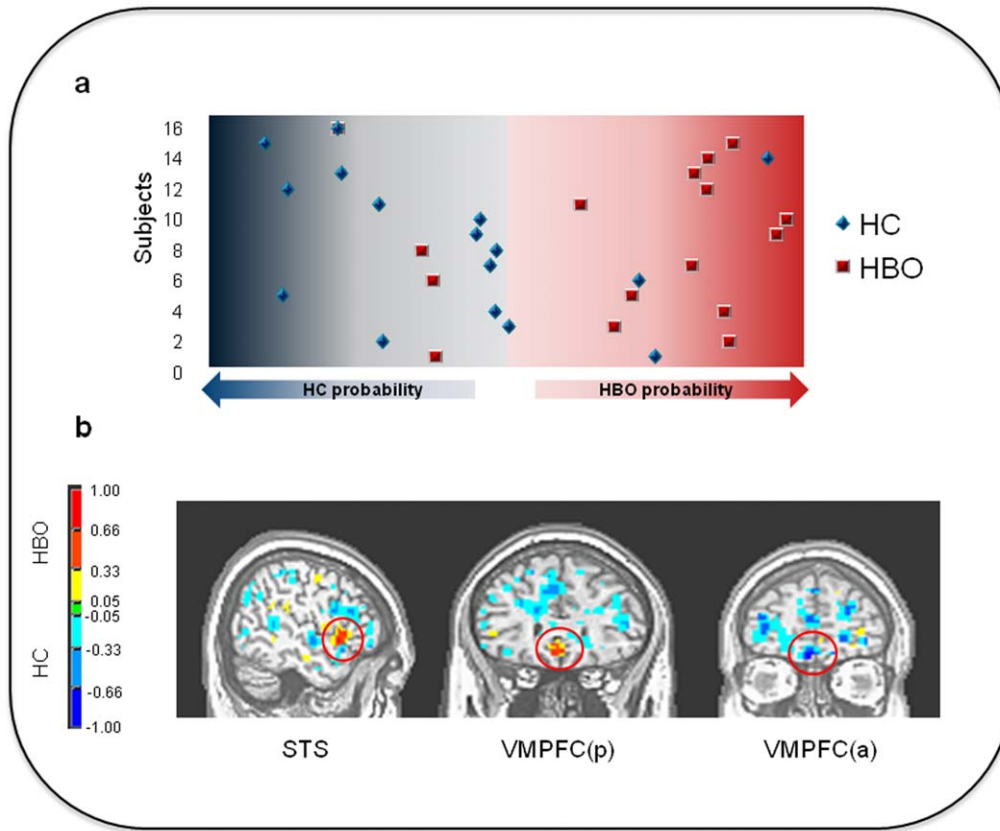 a
Subjects
16
14
12
10
8
6
4
2
0
HC
HBO
HC probability
HBO probability
b
HBO
HC
1.00
0.66
0.33
0.05
-0.05
-0.33
-0.66
-1.00
STS
VMPFC(p)
VMPFC(a)